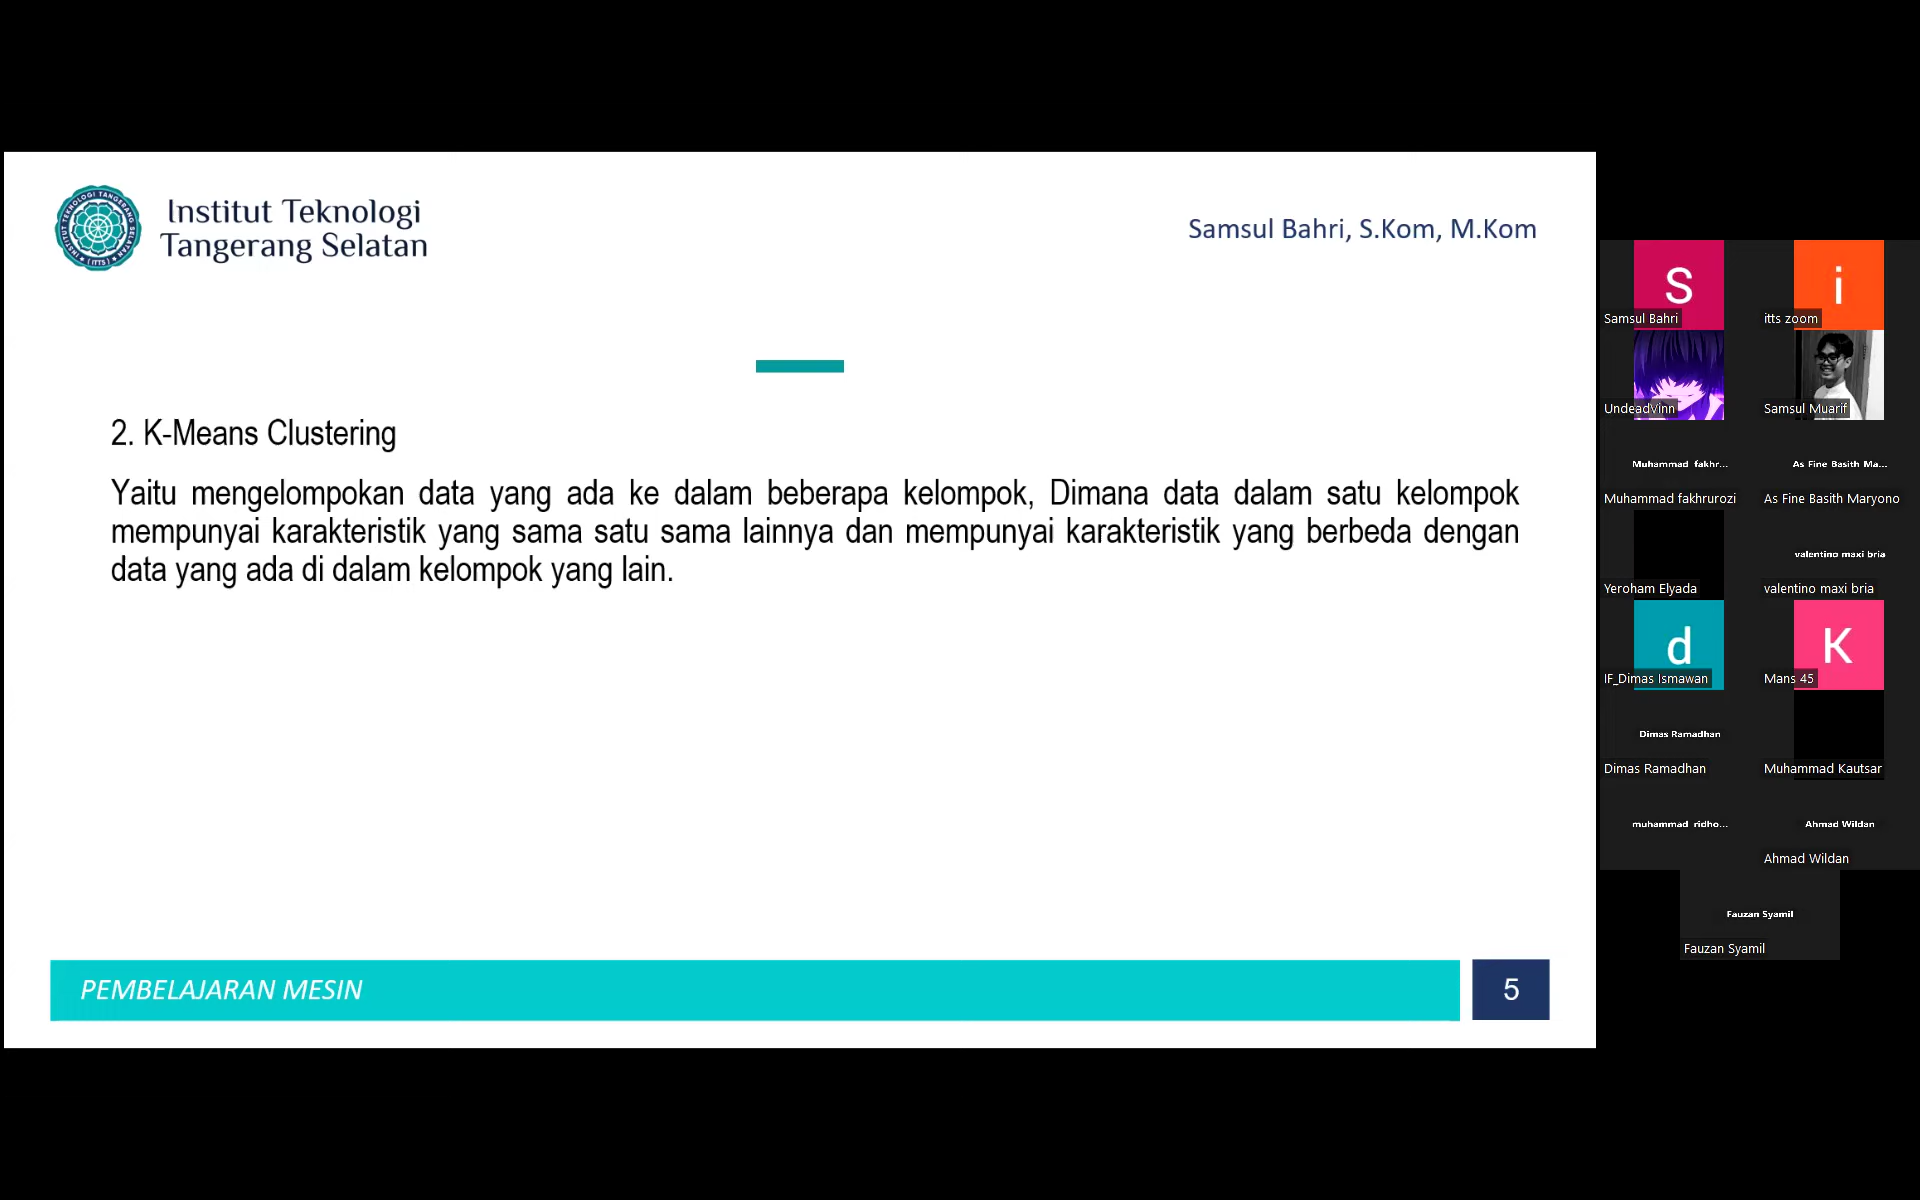 Institut Teknologi
Tangerang Selatan
Samsul Bahri, S.Kom, M.Kom
2. K-Means Clustering
Yaitu mengelompokan data yang ada ke dalam beberapa kelompok, Dimana data dalam satu kelompok
mempunyai karakteristik yang sama satu sama lainnya dan mempunyai karakteristik yang berbeda dengan
data yang ada di dalam kelompok yang lain.
PEMBELAJARAN MESIN
5
S
Samsul Bahri
i
itts zoom
UndeadVinn
Samsul Muarif
Muhammad fakhr...
Muhammad fakhrurozi
As Fine Basith Ma...
As Fine Basith Maryono
Yeroham Elyada
valentino maxi bria
valentino maxi bria
d
IF_Dimas Ismawan
K
Mans 45
Dimas Ramadhan
Dimas Ramadhan
Muhammad Kautsar
muhammad ridho...
Ahmad Wildan
Ahmad Wildan
Fauzan Syamil
Fauzan Syamil